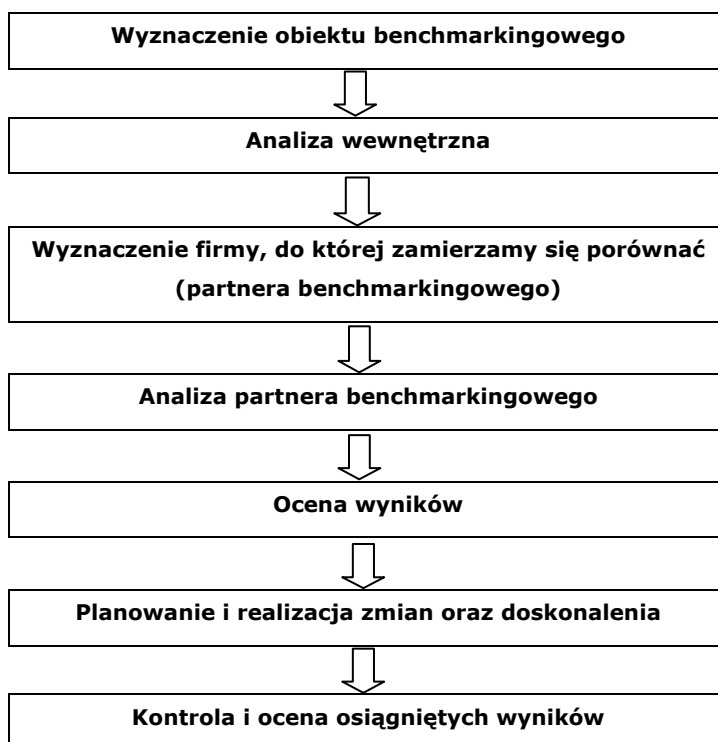 Wyznaczenie obiektu benchmarkingowego
Analiza wewnętrzna
Wyznaczenie firmy, do której zamierzamy się porównać
(partnera benchmarkingowego)
Analiza partnera benchmarkingowego
Ocena wyników
Planowanie i realizacja zmian oraz doskonalenia
Kontrola i ocena osiągniętych wyników